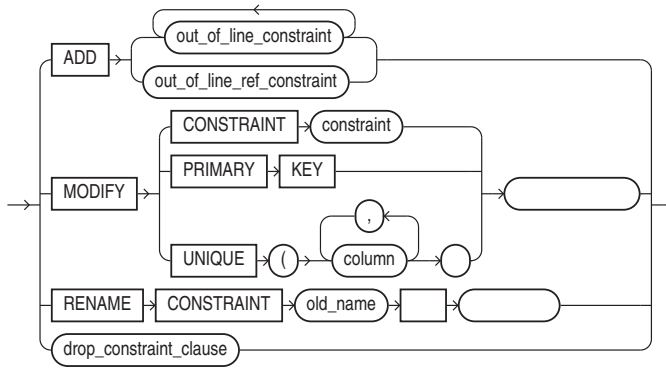 out_of_line_constraint
ADD
out_of_line_ref_constraint
CONSTRAINT constraint
PRIMARY KEY
MODIFY
,
UNIQUE ( column
RENAME CONSTRAINT old_name
drop_constraint_clause